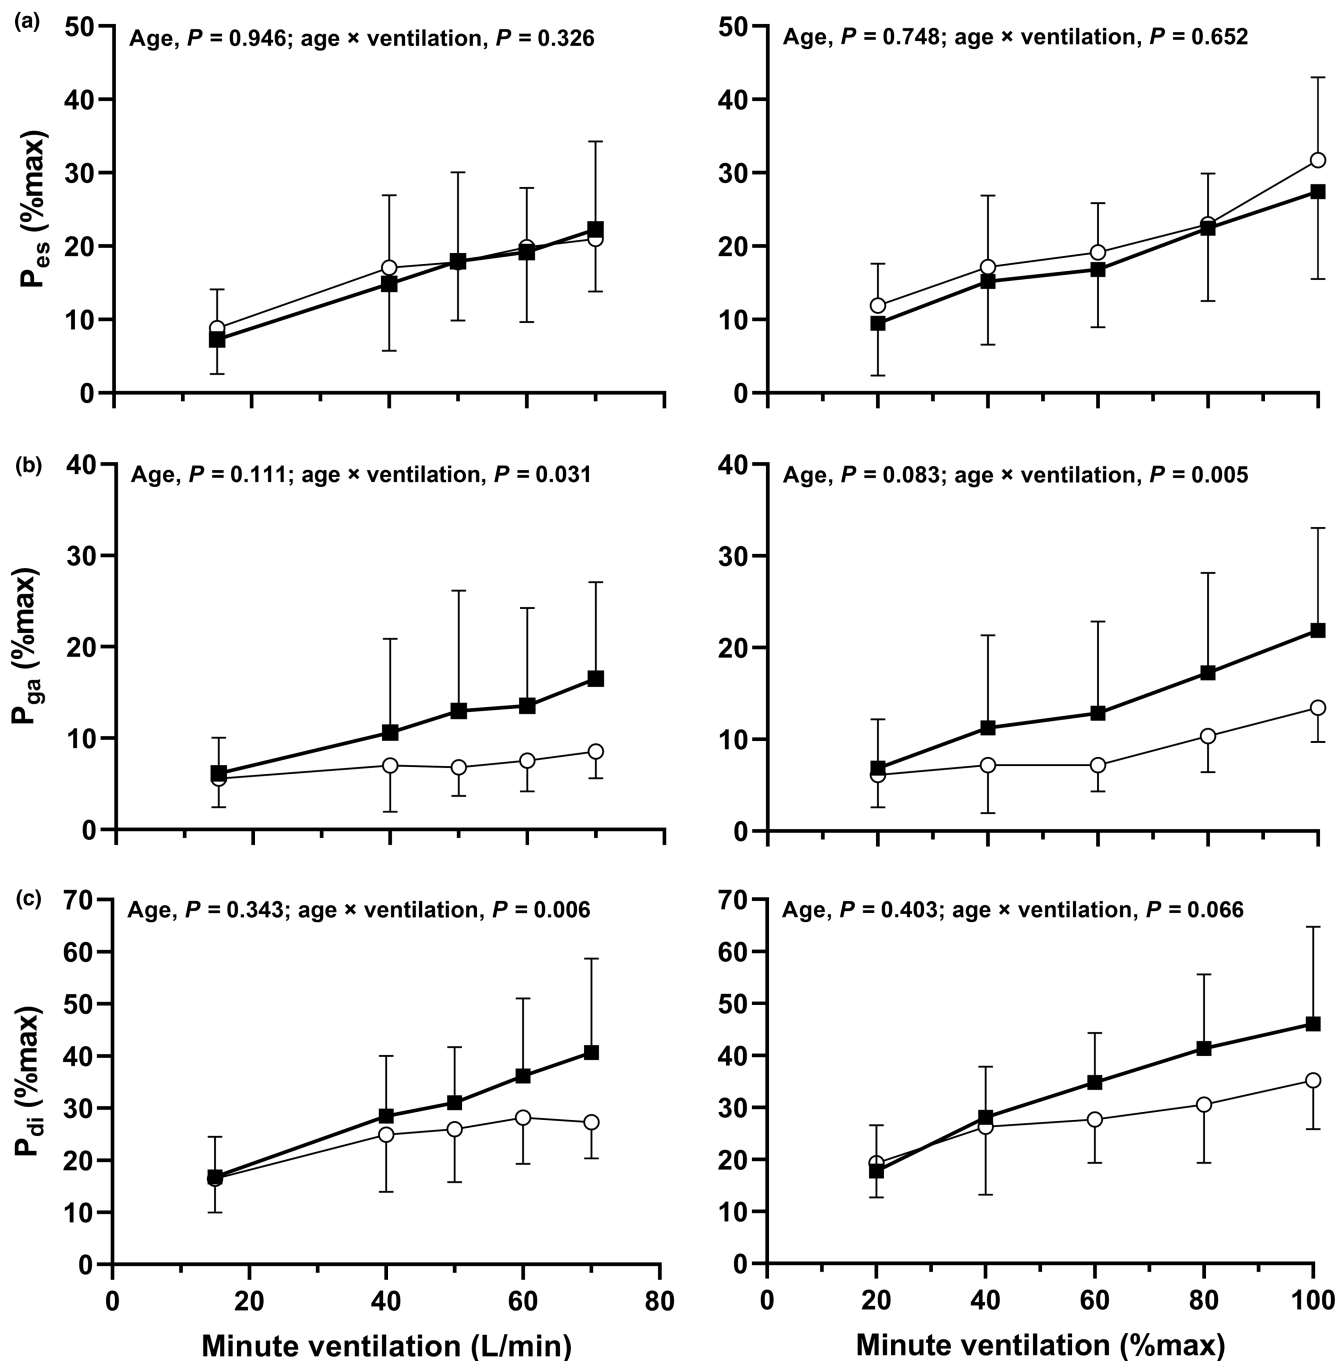 (a)
Age, P = 0.946; age × ventilation, P = 0.326
50
40
30
20
10
0
Pes (%max)
Age, P = 0.748; age × ventilation, P = 0.652
50
40
30
20
10
0
(b)
Age, P = 0.111; age × ventilation, P = 0.031
40
30
20
10
0
Pga (%max)
Age, P = 0.083; age × ventilation, P = 0.005
40
30
20
10
0
(c)
Age, P = 0.343; age × ventilation, P = 0.006
70
60
50
40
30
20
10
0
Pdi (%max)
0 20 40 60 80
Minute ventilation (L/min)
Age, P = 0.403; age × ventilation, P = 0.066
70
60
50
40
30
20
10
0
0 20 40 60 80 100
Minute ventilation (%max)